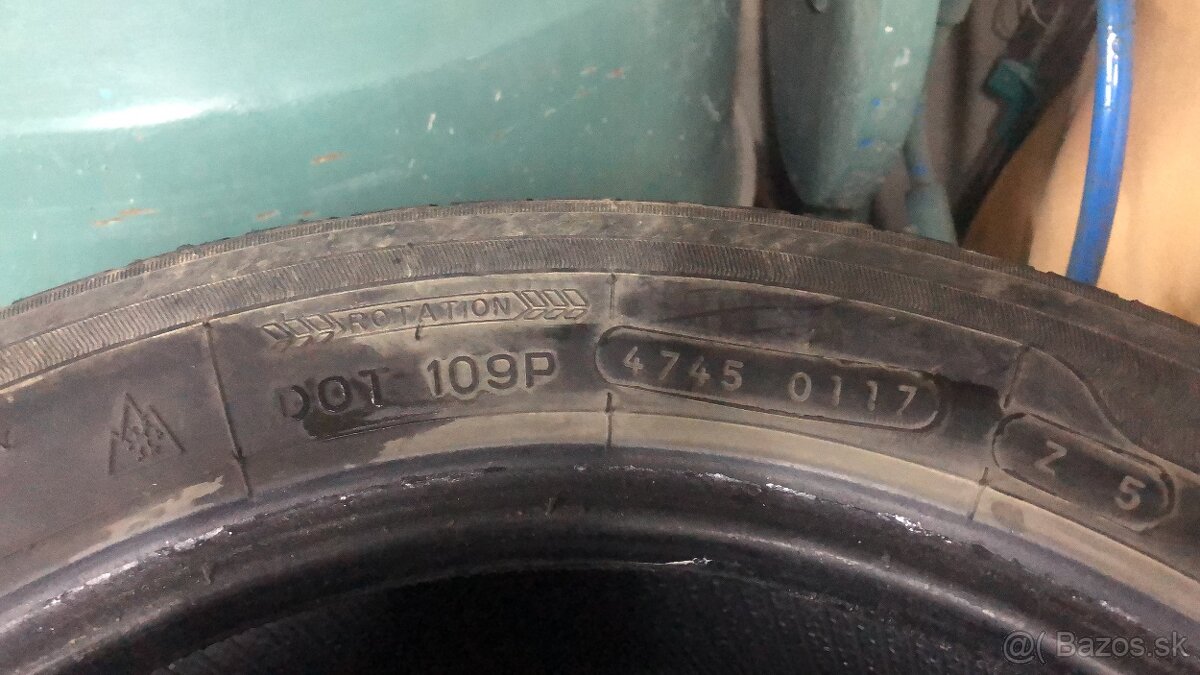 ROTATION
DOT 109P 4745 0117
Z 5
@( Bazos.sk